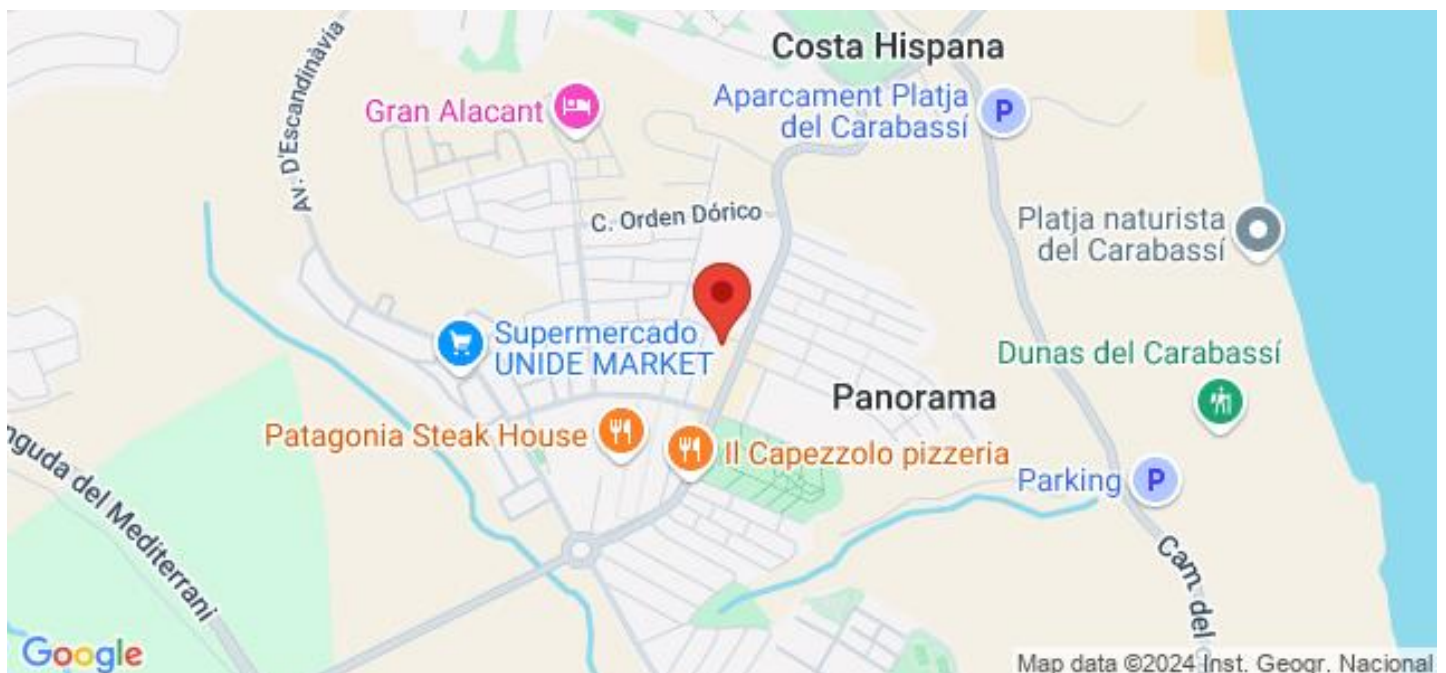 Costa Hispana
Gran Alacant
Aparcament Platja
del Carabassí
Av. D'Escandinàvia
C. Orden Dórico
Platja naturista
del Carabassí
Supermercado
UNIDE MARKET
Dunas del Carabassí
Panorama
Patagonia Steak House
Il Capezzolo pizzeria
Parking
P
P
nguda del Mediterrani
Cam. del
Google
Map data ©2024 Inst. Geogr. Nacional